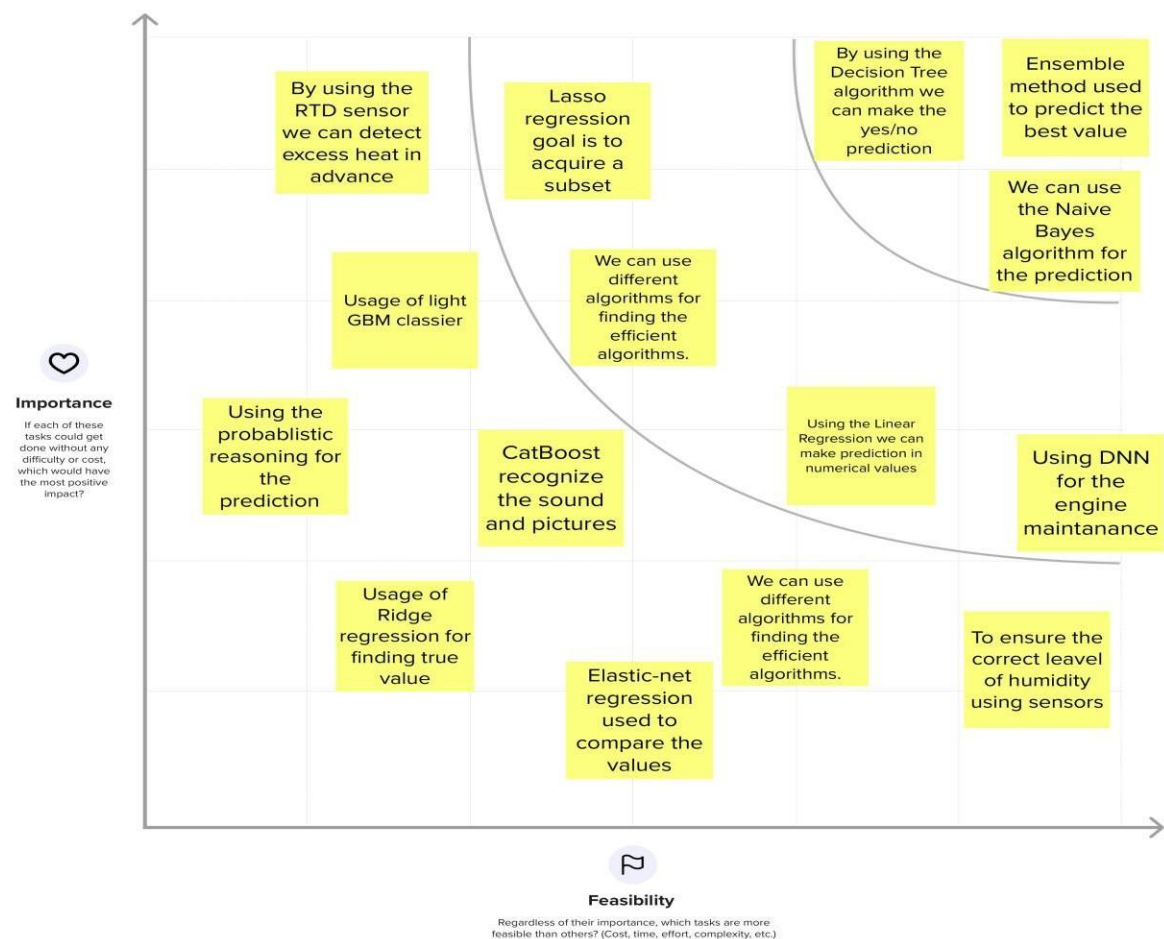 By using the
RTD sensor
we can detect
excess heat in
advance
Lasso
regression
goal is to
acquire a
subset
By using the
Decision Tree
algorithm we
can make the
yes/no
prediction
Ensemble
method used
to predict the
best value
We can use
the Naive
Bayes
algorithm for
the prediction
Usage of light
GBM classier
We can use
different
algorithms for
finding the
efficient
algorithms.
Importance
If each of these
tasks could get
done without any
difficulty or cost,
which would have
the most positive
impact?
Using the
probablistic
reasoning for
the
prediction
CatBoost
recognize
the sound
and pictures
Using the Linear
Regression we can
make prediction in
numerical values
Using DNN
for the
engine
maintanance
Usage of
Ridge
regression for
finding true
value
Elastic-net
regression
used to
compare the
values
We can use
different
algorithms for
finding the
efficient
algorithms.
To ensure the
correct leavel
of humidity
using sensors
Feasibility
Regardless of their importance, which tasks are more
feasible than others? (Cost, time, effort, complexity, etc.)